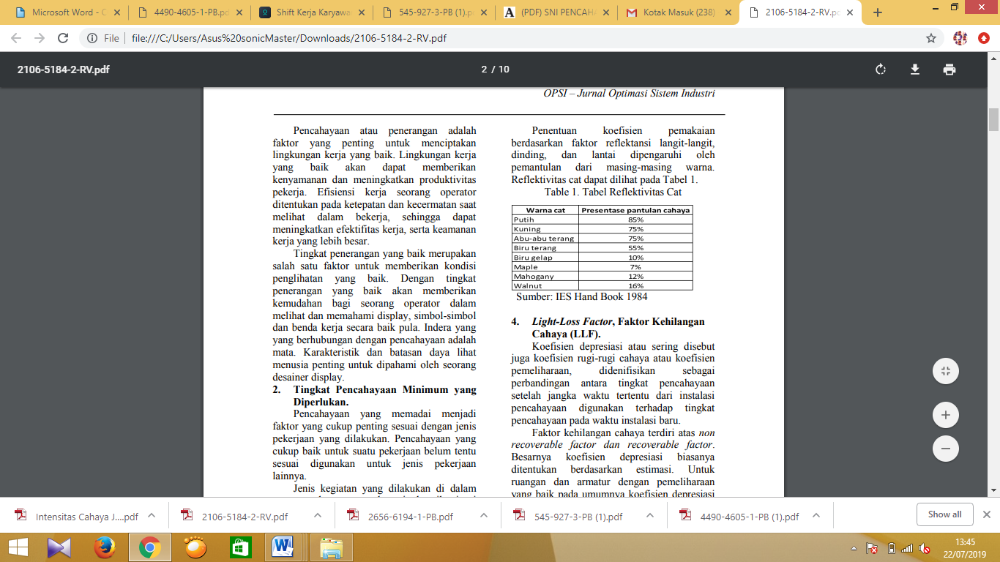 Microsoft Word - C
4490-4605-1-PB.pd
Shift Kerja Karyawa
545-927-3-PB (1).p
(PDF) SNI PENCAHA
Kotak Masuk (238)
2106-5184-2-RV.pd
File
file:///C:/Users/Asus%20sonicMaster/Downloads/2106-5184-2-RV.pdf
2106-5184-2-RV.pdf
2 / 10
OPSI – Jurnal Optimasi Sistem Industri
Pencahayaan atau penerangan adalah
faktor yang penting untuk menciptakan
lingkungan kerja yang baik. Lingkungan kerja
yang baik akan dapat memberikan
kenyamanan dan meningkatkan produktivitas
pekerja. Efisiensi kerja seorang operator
ditentukan pada ketepatan dan kecermatan saat
melihat dalam bekerja, sehingga dapat
meningkatkan efektifitas kerja, serta keamanan
kerja yang lebih besar.
Tingkat penerangan yang baik merupakan
salah satu faktor untuk memberikan kondisi
penglihatan yang baik. Dengan tingkat
penerangan yang baik akan memberikan
kemudahan bagi seorang operator dalam
melihat dan memahami display, simbol-simbol
dan benda kerja secara baik pula. Indera yang
yang berhubungan dengan pencahayaan adalah
mata. Karakteristik dan batasan daya lihat
menusia penting untuk dipahami oleh seorang
desainer display.
2. Tingkat Pencahayaan Minimum yang
Diperlukan.
Pencahayaan yang memadai menjadi
faktor yang cukup penting sesuai dengan jenis
pekerjaan yang dilakukan. Pencahayaan yang
cukup baik untuk suatu pekerjaan belum tentu
sesuai digunakan untuk jenis pekerjaan
lainnya.
Jenis kegiatan yang dilakukan di dalam
Penentuan koefisien pemakaian
berdasarkan faktor reflektansi langit-langit,
dinding, dan lantai dipengaruhi oleh
pemantulan dari masing-masing warna.
Reflektivitas cat dapat dilihat pada Tabel 1.
Table 1. Tabel Reflektivitas Cat
Warna cat Presentase pantulan cahaya
Putih 85%
Kuning 75%
Abu-abu terang 75%
Biru terang 55%
Biru gelap 10%
Maple 7%
Mahogany 12%
Walnut 16%
Sumber: IES Hand Book 1984
4. Light-Loss Factor, Faktor Kehilangan
Cahaya (LLF).
Koefisien depresiasi atau sering disebut
juga koefisien rugi-rugi cahaya atau koefisien
pemeliharaan, didenifisikan sebagai
perbandingan antara tingkat pencahayaan
setelah jangka waktu tertentu dari instalasi
pencahayaan digunakan terhadap tingkat
pencahayaan pada waktu instalasi baru.
Faktor kehilangan cahaya terdiri atas non
recoverable factor dan recoverable factor.
Besarnya koefisien depresiasi biasanya
ditentukan berdasarkan estimasi. Untuk
ruangan dan armatur dengan pemeliharaan
yang baik pada umumnya koefisien depresiasi
Intensitas Cahaya J....pdf
2106-5184-2-RV.pdf
2656-6194-1-PB.pdf
545-927-3-PB (1).pdf
4490-4605-1-PB (1).pdf
Show all
13:45
22/07/2019